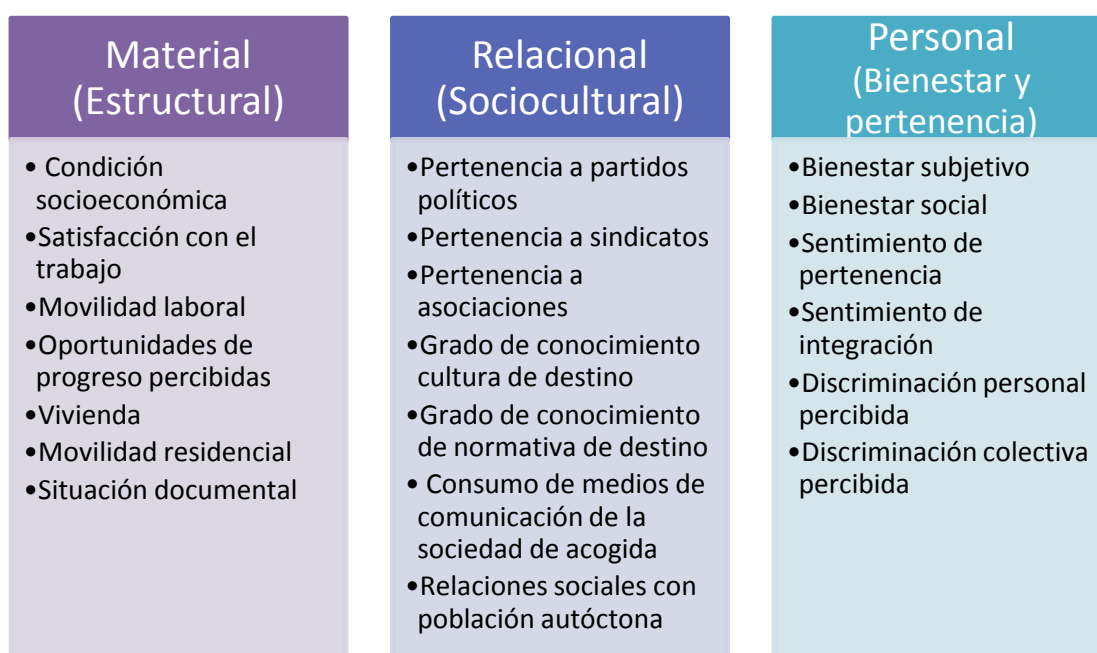 Material
(Estructural)
• Condición
socioeconómica
•Satisfacción con el
trabajo
•Movilidad laboral
•Oportunidades de
progreso percibidas
•Vivienda
•Movilidad residencial
•Situación documental
Relacional
(Sociocultural)
•Pertenencia a partidos
políticos
•Pertenencia a sindicatos
•Pertenencia a
asociaciones
•Grado de conocimiento
cultura de destino
•Grado de conocimiento
de normativa de destino
• Consumo de medios de
comunicación de la
sociedad de acogida
•Relaciones sociales con
población autóctona
Personal
(Bienestar y
pertenencia)
•Bienestar subjetivo
•Bienestar social
•Sentimiento de
pertenencia
•Sentimiento de
integración
•Discriminación personal
percibida
•Discriminación colectiva
percibida